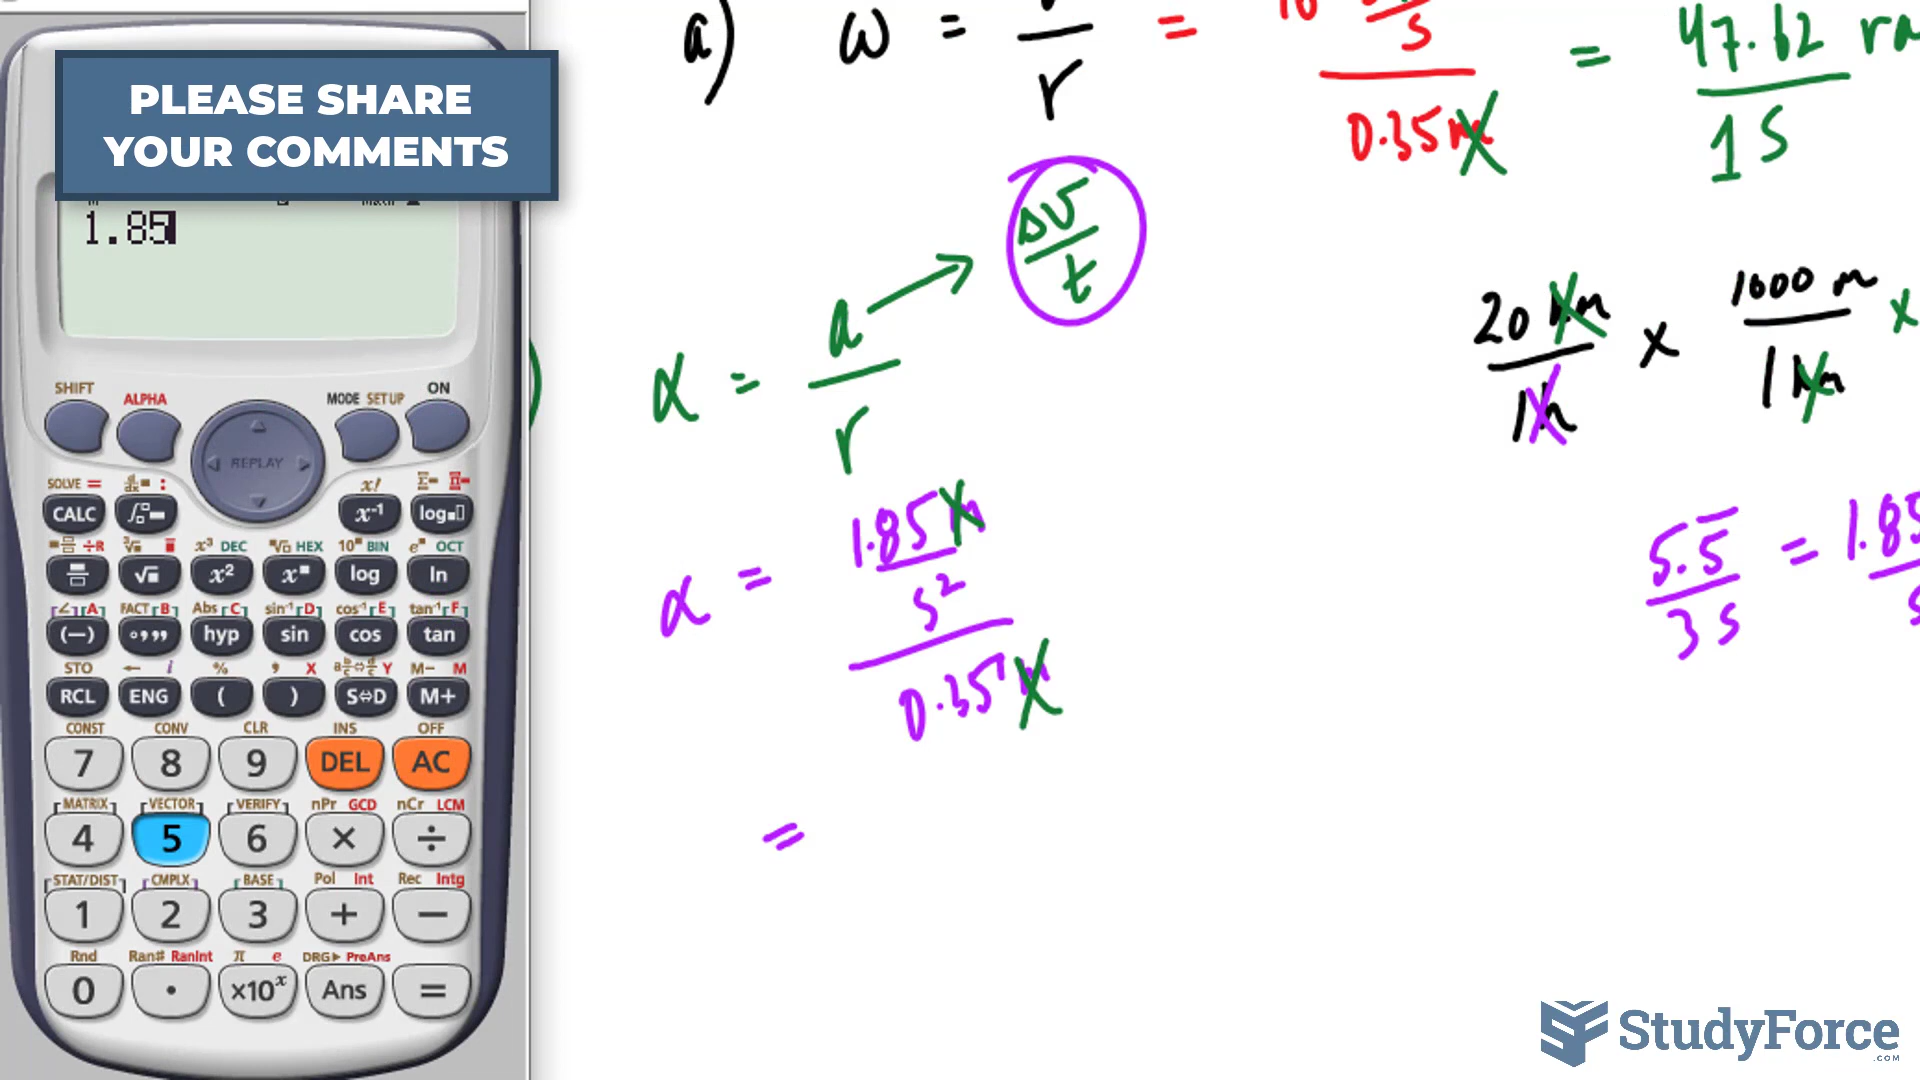 PLEASE SHARE
YOUR COMMENTS
1.85
SHIFT
ALPHA
MODE SETUP
ON
REPLAY
SOLVE =
x!
CALC
x⁻¹
log
÷R
x³ DEC
HEX
10■ BIN
e■ OCT
x²
x■
log
ln
A
FACT B
Abs C
sin⁻¹ D
cos⁻¹ E
tan⁻¹ F
(−)
hyp
sin
cos
tan
STO
← i
%
, X
Y
M− M
RCL
ENG
(
)
S⇔D
M+
CONST
CONV
CLR
INS
OFF
7
8
9
DEL
AC
MATRIX
VECTOR
VERIFY
nPr GCD
nCr LCM
4
5
6
×
÷
STAT/DIST
CMPLX
BASE
Pol Int
Rec Intg
1
2
3
+
−
Rnd
Ran# RanInt
π e
DRG▸ PreAns
0
.
×10ˣ
Ans
=
a) ω = / r = s / 0.35 m = 47.62 / 1 s
Δv / t
α = a / r
20 km / 1 h × 1000 m / 1 km ×
α = 1.85 m / s² / 0.35 m
5.5 / 3 s = 1.85
=
StudyForce
.COM